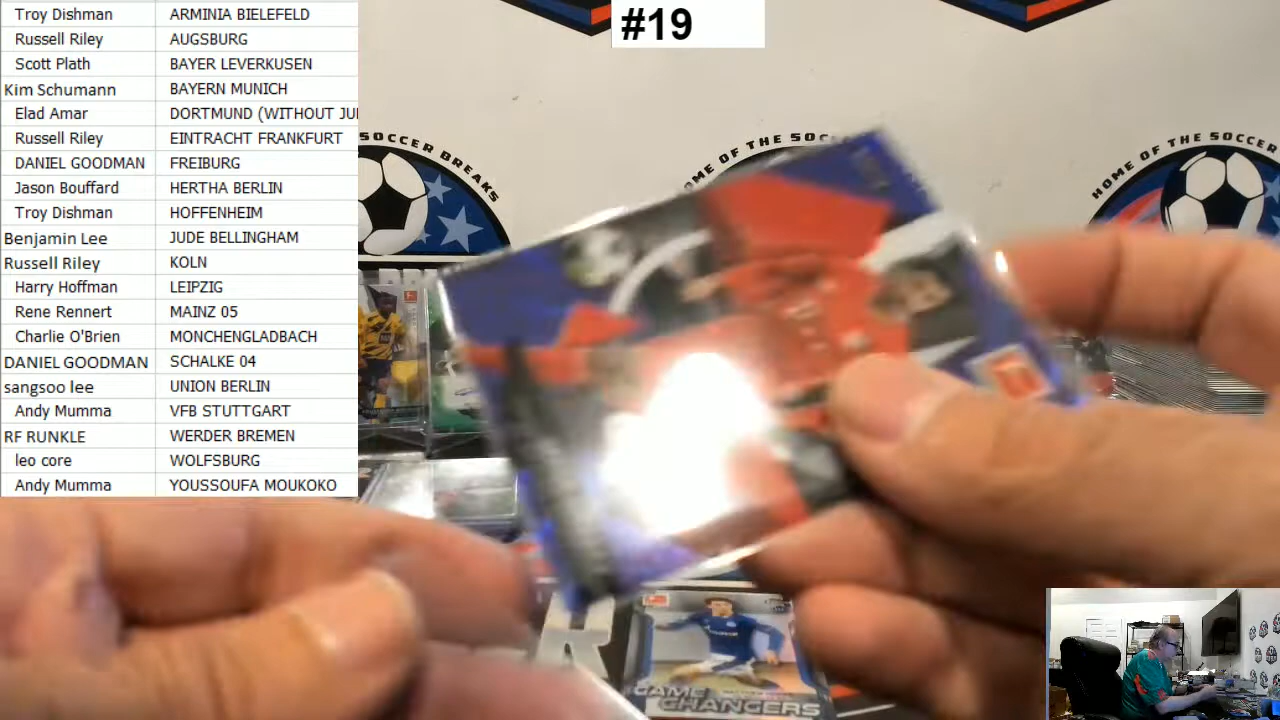 #19
Troy Dishman ARMINIA BIELEFELD
Russell Riley AUGSBURG
Scott Plath BAYER LEVERKUSEN
Kim Schumann BAYERN MUNICH
Elad Amar DORTMUND (WITHOUT JU
Russell Riley EINTRACHT FRANKFURT
DANIEL GOODMAN FREIBURG
Jason Bouffard HERTHA BERLIN
Troy Dishman HOFFENHEIM
Benjamin Lee JUDE BELLINGHAM
Russell Riley KOLN
Harry Hoffman LEIPZIG
Rene Rennert MAINZ 05
Charlie O'Brien MONCHENGLADBACH
DANIEL GOODMAN SCHALKE 04
sangsoo lee UNION BERLIN
Andy Mumma VFB STUTTGART
RF RUNKLE WERDER BREMEN
leo core WOLFSBURG
Andy Mumma YOUSSOUFA MOUKOKO
SOCCER BREAKS
OME OF THE SOC
HOME OF THE SOCCER
GAME CHANGERS